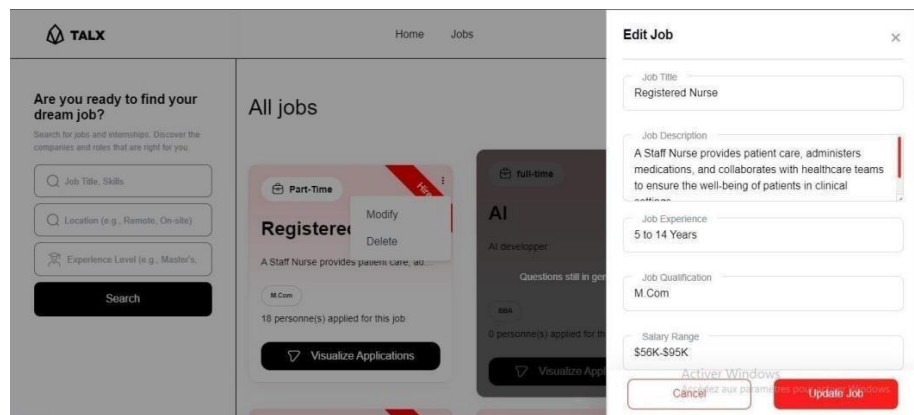 TALX
Home Jobs
Are you ready to find your
dream job?
Search for jobs and internships. Discover the
companies and roles that are right for you
Job Title, Skills
Location (e.g., Remote, On-site)
Experience Level (e.g., Master's,
Search
All jobs
Part-Time
Modify
Delete
A Staff Nurse provides patient care, ad...
M.Com
18 personne(s) applied for this job
Visualize Applications
full-time
AI
AI developper
Questions still in gen
BBA
0 personne(s) applied for th
Visualize Appl
Edit Job
Job Title
Registered Nurse
Job Description
A Staff Nurse provides patient care, administers
medications, and collaborates with healthcare teams
to ensure the well-being of patients in clinical
Job Experience
5 to 14 Years
Job Qualification
M.Com
Salary Range
$56K-$95K
Activer Windows
Accédez aux paramètres pour activer Windows.
Cancel
Update Job